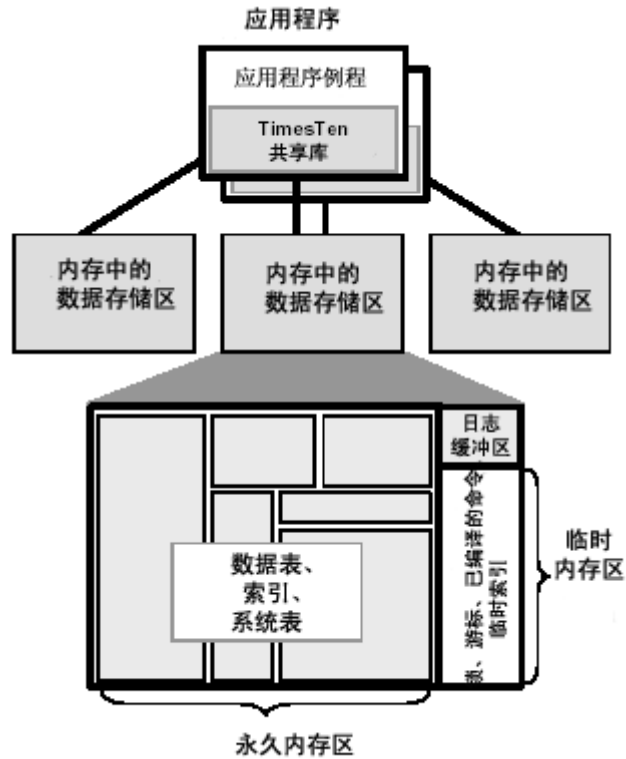 应用程序
应用程序例程
TimesTen
共享库
内存中的
数据存储区
内存中的
数据存储区
内存中的
数据存储区
日志
缓冲区
锁、游标、已编译的命令、
临时索引
临时
内存区
数据表、
索引、
系统表
永久内存区